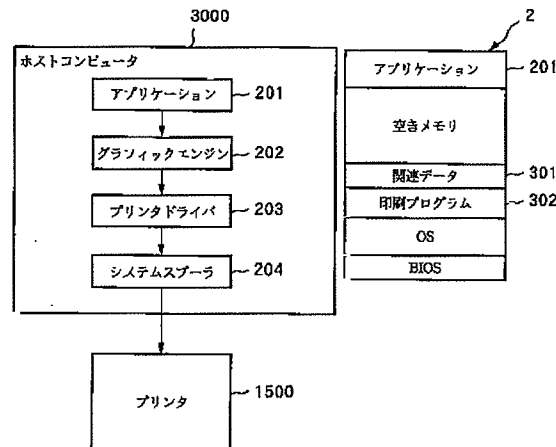 3000
ホストコンピュータ
アプリケーション 201
グラフィックエンジン 202
プリンタドライバ 203
システムスプーラ 204
プリンタ 1500
2
アプリケーション 201
空きメモリ
関連データ 301
印刷プログラム 302
OS
BIOS